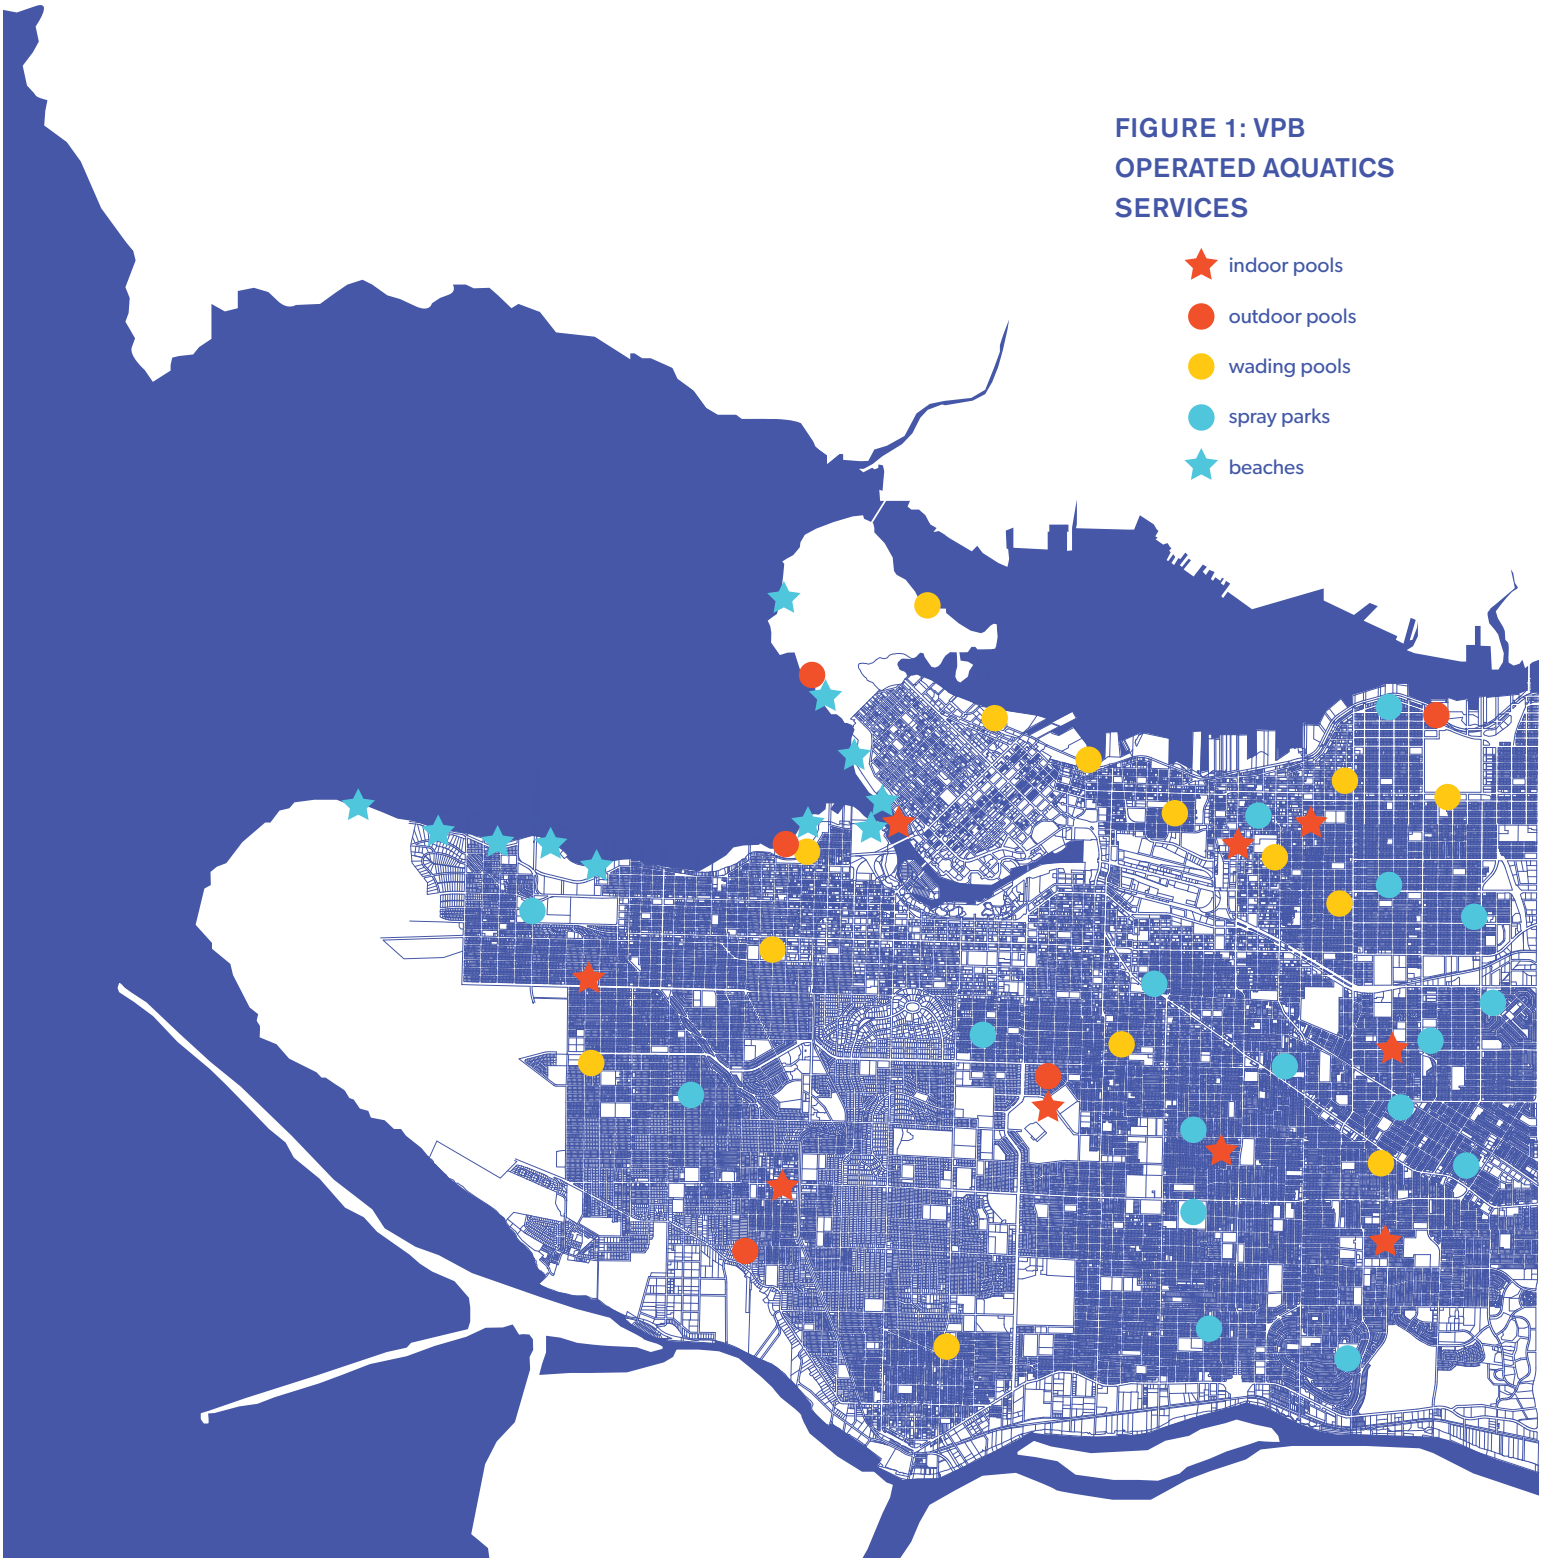 FIGURE 1: VPB
OPERATED AQUATICS
SERVICES
indoor pools
outdoor pools
wading pools
spray parks
beaches